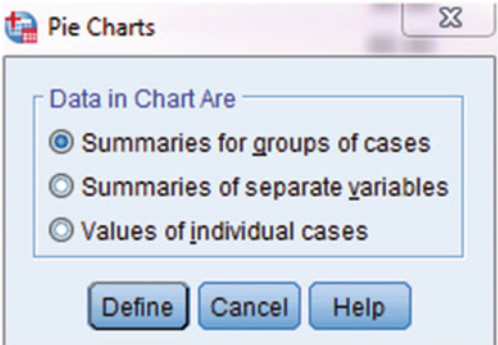 Pie Charts
Data in Chart Are
Summaries for groups of cases
Summaries of separate variables
Values of individual cases
Define Cancel Help